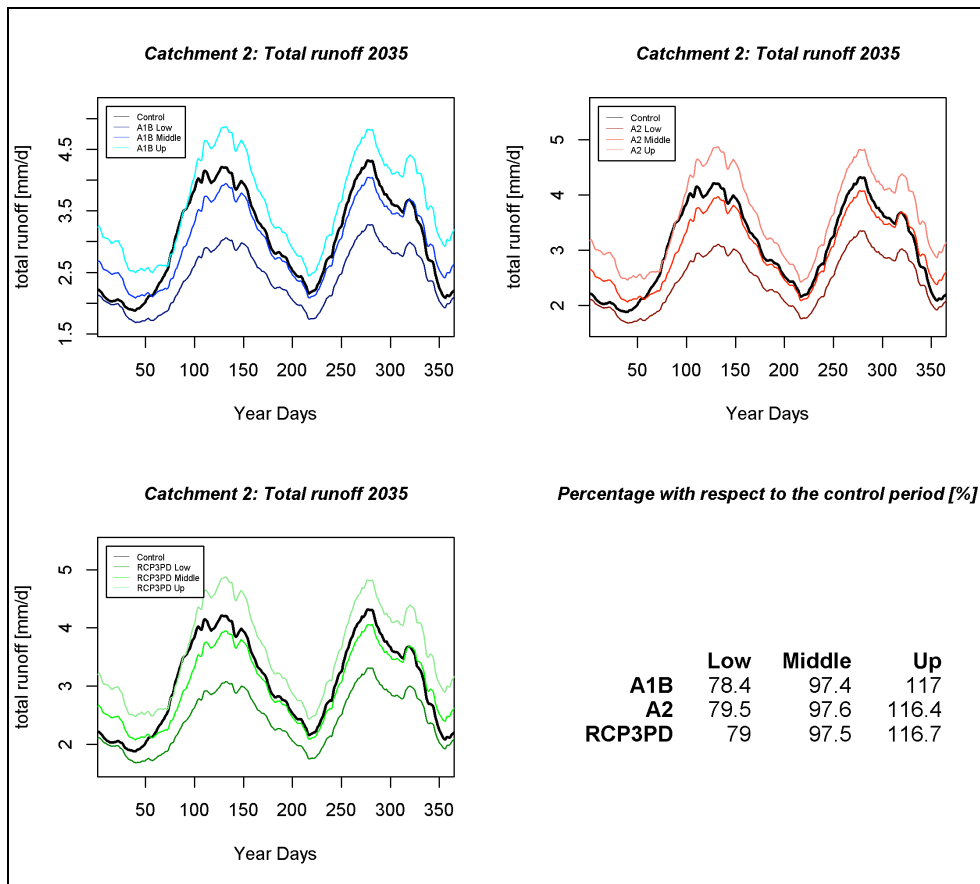 Catchment 2: Total runoff 2035
total runoff [mm/d]
4.5
3.5
2.5
1.5
Control
A1B Low
A1B Middle
A1B Up
50 100 150 200 250 300 350
Year Days
Catchment 2: Total runoff 2035
total runoff [mm/d]
5
4
3
2
Control
A2 Low
A2 Middle
A2 Up
50 100 150 200 250 300 350
Year Days
Catchment 2: Total runoff 2035
total runoff [mm/d]
5
4
3
2
Control
RCP3PD Low
RCP3PD Middle
RCP3PD Up
50 100 150 200 250 300 350
Year Days
Percentage with respect to the control period [%]
Low Middle Up
A1B 78.4 97.4 117
A2 79.5 97.6 116.4
RCP3PD 79 97.5 116.7